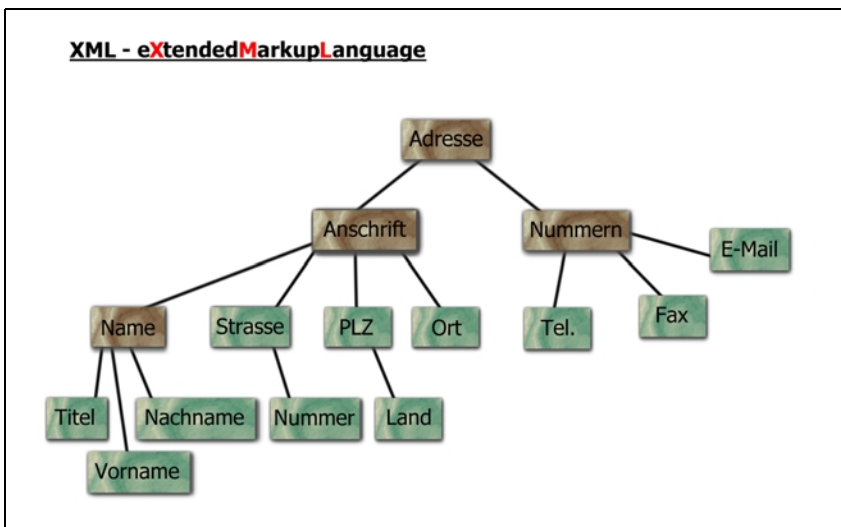 XML - eXtendedMarkupLanguage
Adresse
Anschrift
Nummern
E-Mail
Name
Strasse
PLZ
Ort
Tel.
Fax
Titel
Nachname
Nummer
Land
Vorname